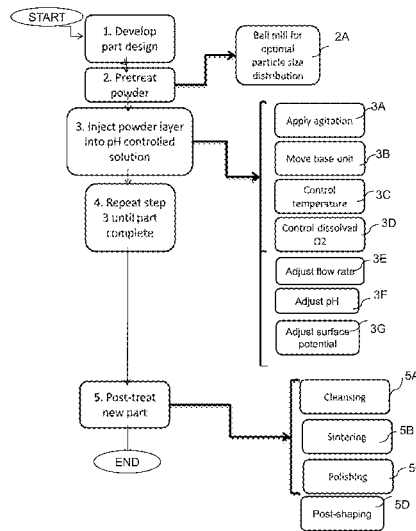 START
1. Develop
part design
2. Pretreat
powder
Ball mill for
optimal
particle size
distribution
2A
3. Inject powder layer
into pH controlled
solution
4. Repeat step
3 until part
complete
3A
Apply agitation
3B
Move base unit
3C
Control
temperature
3D
Control dissolved
O2
3E
Adjust flow rate
3F
Adjust pH
3G
Adjust surface
potential
5. Post-treat
new part
END
5A
Cleansing
5B
Sintering
Polishing
5D
Post-shaping